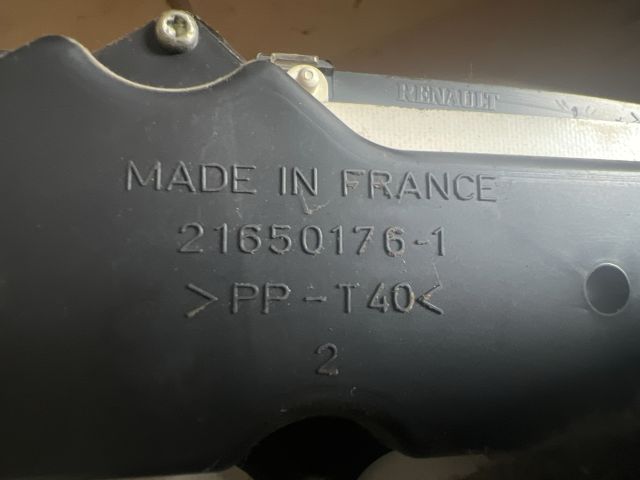 RENAULT
MADE IN FRANCE
21650176-1
>PP-T40<
2